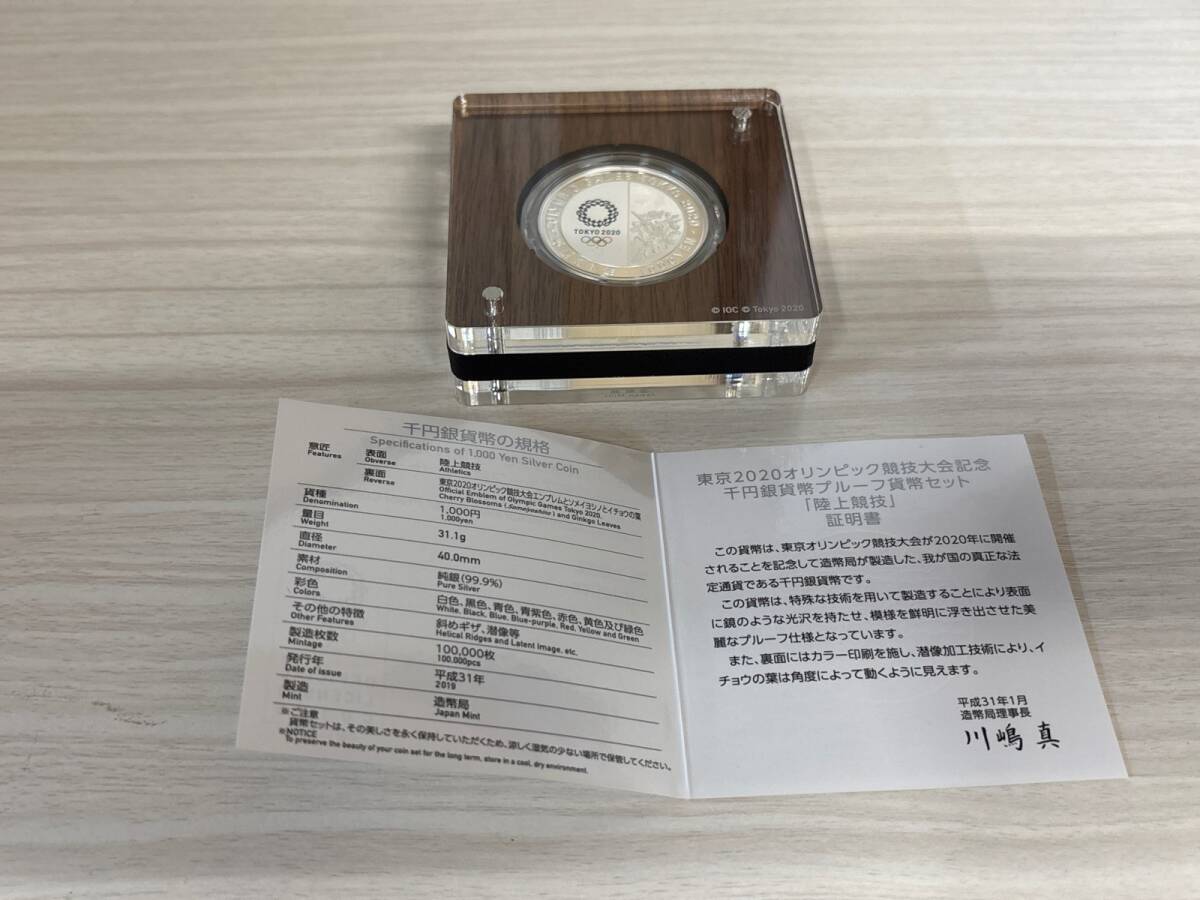 TOKYO 2020
© IOC © Tokyo 2020
千円銀貨幣の規格
Specifications of 1,000 Yen Silver Coin
意匠
Features
表面
Obverse
陸上競技
Athletics
裏面
Reverse
東京2020オリンピック競技大会エンブレムとソメイヨシノとイチョウの葉
Official Emblem of Olympic Games Tokyo 2020.
Cherry Blossoms (Someiyoshino) and Ginkgo Leaves
貨種
Denomination
1,000円
1,000yen
量目
Weight
31.1g
直径
Diameter
40.0mm
素材
Composition
純銀(99.9%)
Pure Silver
彩色
Colors
白色、黒色、青色、青紫色、赤色、黄色及び緑色
White, Black, Blue, Blue-purple, Red, Yellow and Green
その他の特徴
Other Features
斜めギザ、潜像等
Helical Ridges and Latent Image, etc.
製造枚数
Mintage
100,000枚
100,000pcs
発行年
Date of issue
平成31年
2019
製造
Mint
造幣局
Japan Mint
※ご注意
貨幣セットは、その美しさを永く保持していただくため、涼しく湿気の少ない場所で保管してください。
※NOTICE
To preserve the beauty of your coin set for the long term, store in a cool, dry environment.
東京2020オリンピック競技大会記念
千円銀貨幣プルーフ貨幣セット
「陸上競技」
証明書
この貨幣は、東京オリンピック競技大会が2020年に開催
されることを記念して造幣局が製造した、我が国の真正な法
定通貨である千円銀貨幣です。
この貨幣は、特殊な技術を用いて製造することにより表面
に鏡のような光沢を持たせ、模様を鮮明に浮き出させた美
麗なプルーフ仕様となっています。
また、裏面にはカラー印刷を施し、潜像加工技術により、イ
チョウの葉は角度によって動くように見えます。
平成31年1月
造幣局理事長
川嶋 真